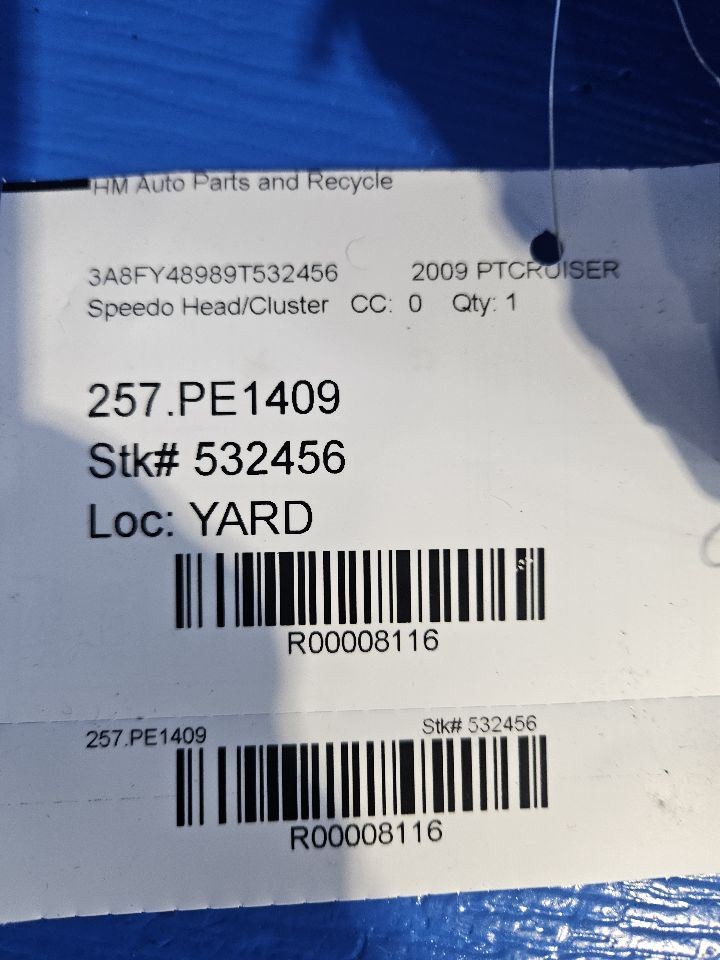 HM Auto Parts and Recycle
3A8FY48989T532456 2009 PTCRUISER
Speedo Head/Cluster CC: 0 Qty: 1
257.PE1409
Stk# 532456
Loc: YARD
R00008116
257.PE1409 Stk# 532456
R00008116